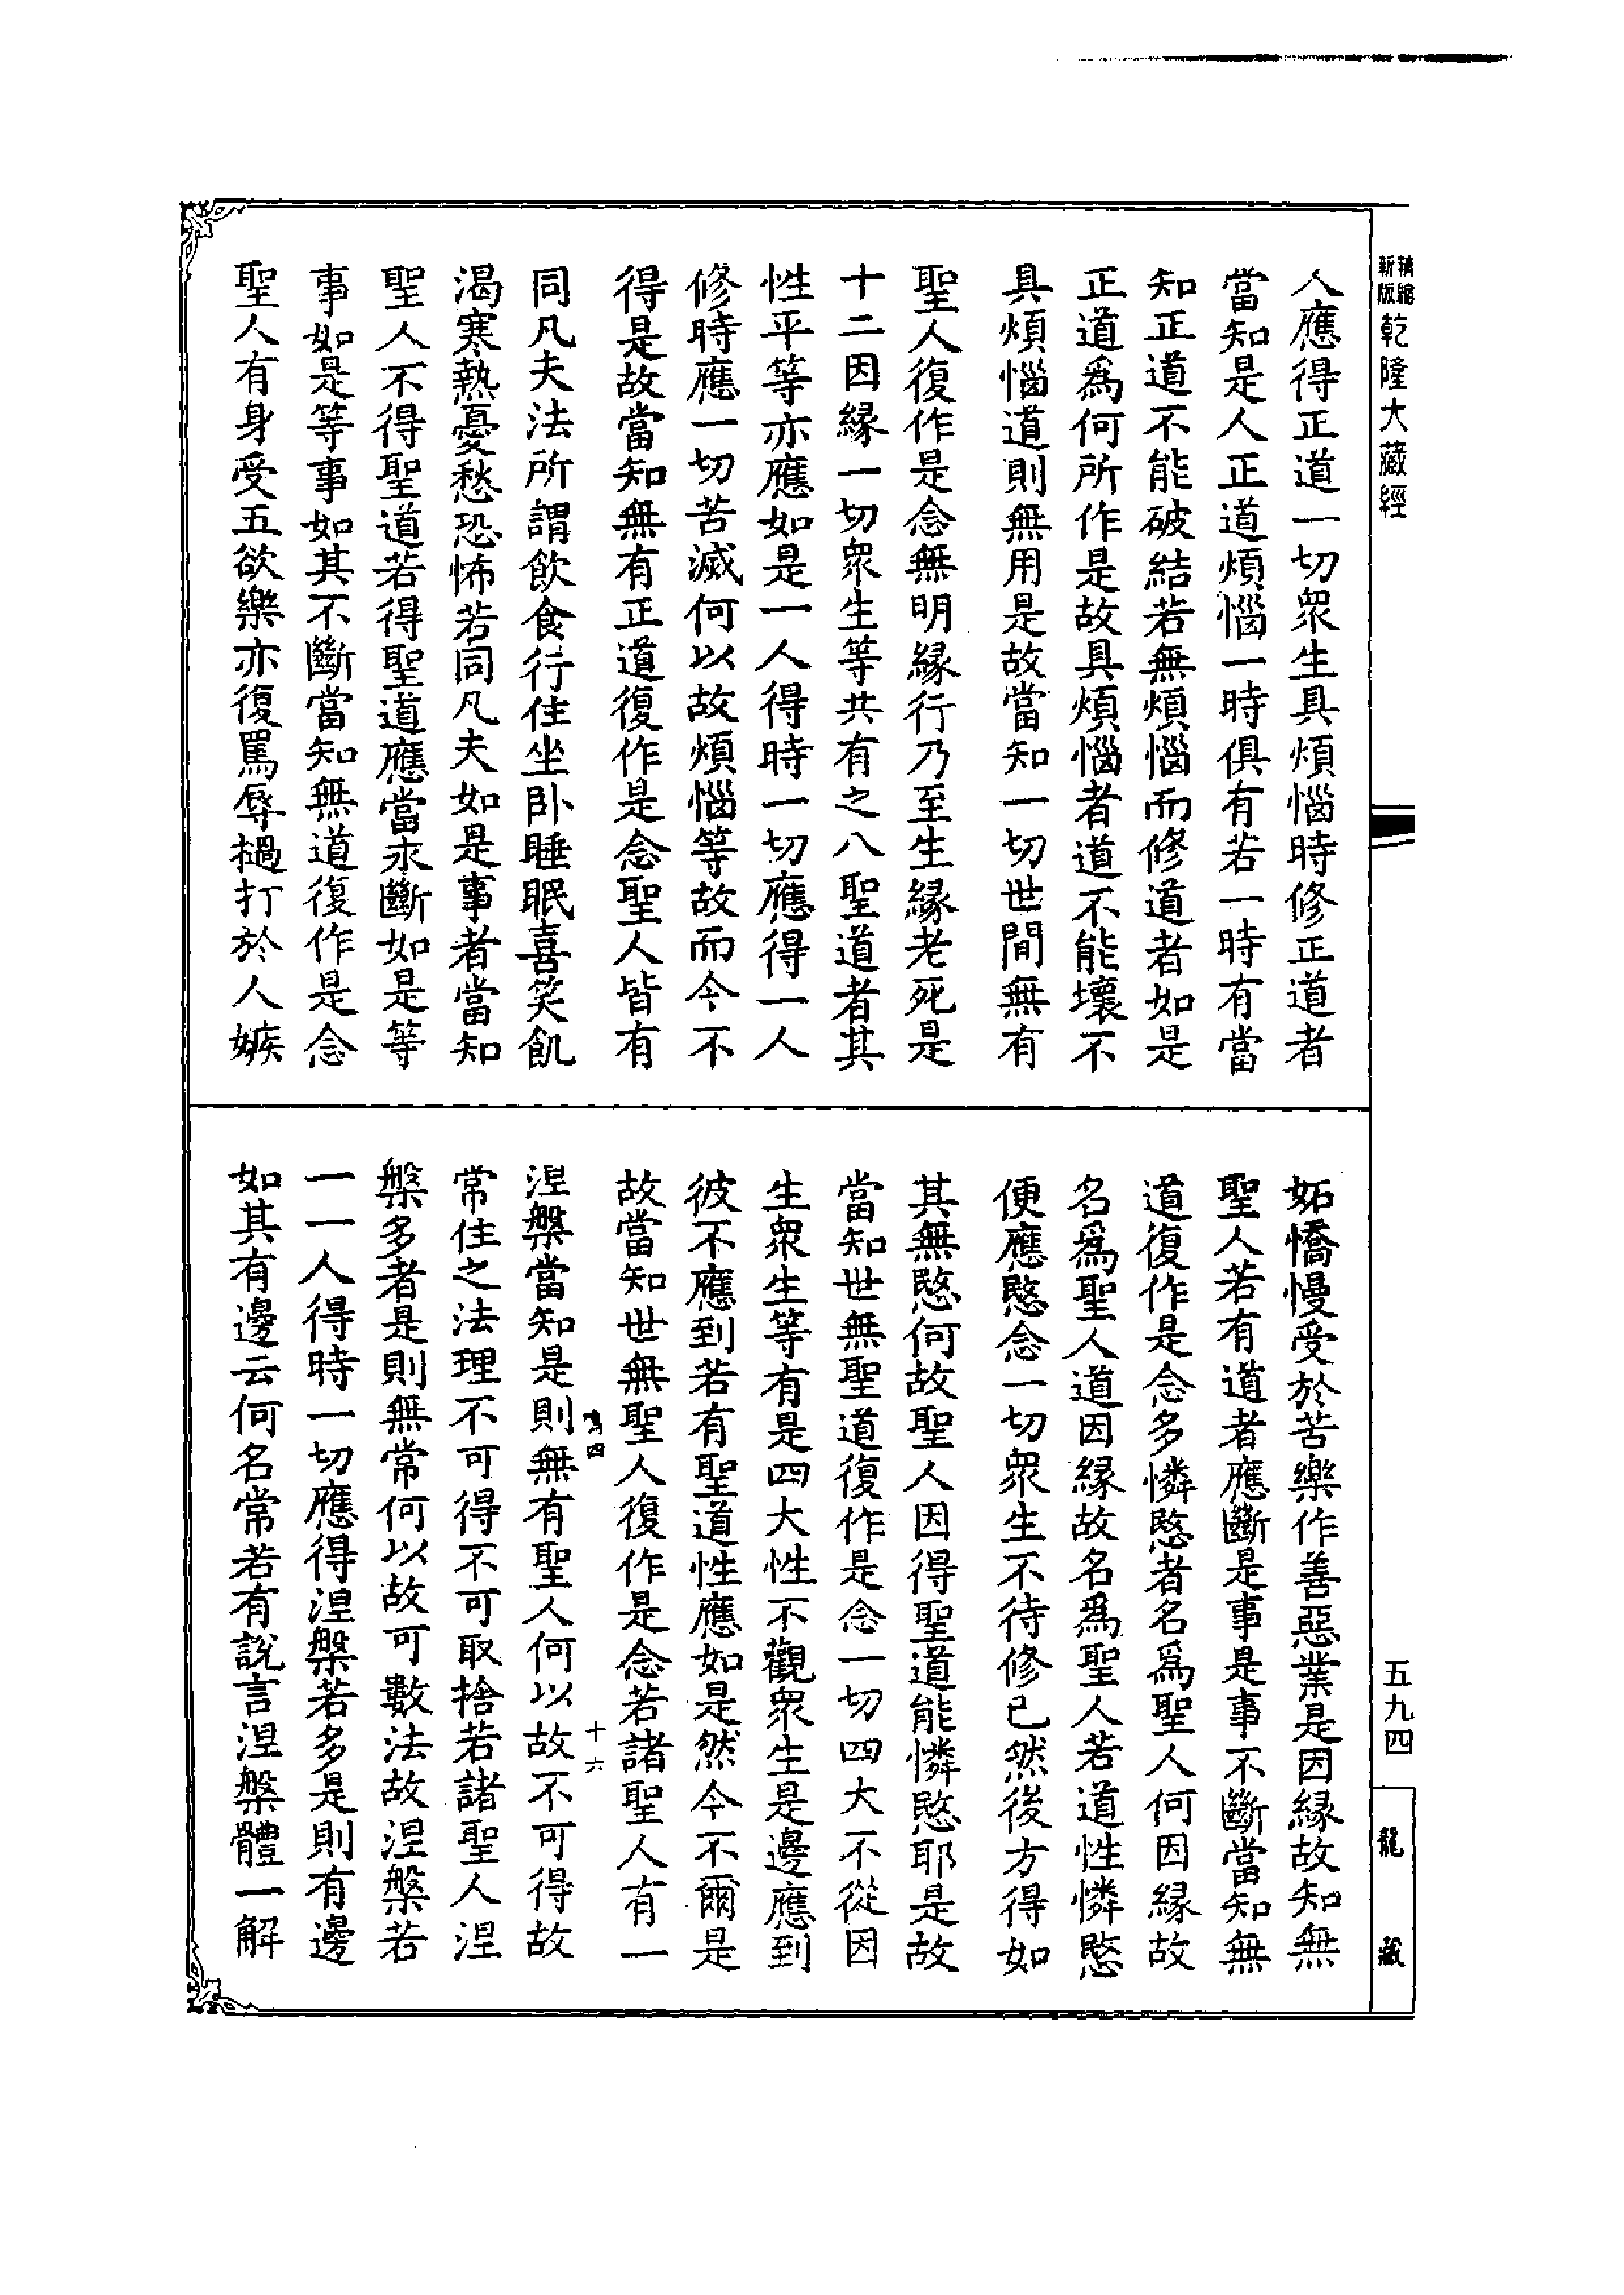 新版
精縮
乾隆大藏經
人應得正道一切眾生具煩惱時修正道者
當知是人正道煩惱一時俱有若一時有當
知正道不能破結若無煩惱而修道者如是
正道爲何所作是故具煩惱者道不能壞不
具煩惱道則無用是故當知一切世間無有
聖人復作是念無明緣行乃至生緣老死是
十二因緣一切眾生等共有之八聖道者其
性平等亦應如是一人得時一切應得一人
修時應一切苦滅何以故煩惱等故而今不
得是故當知無有正道復作是念聖人皆有
同凡夫法所謂飲食行住坐臥睡眠喜笑飢
渴寒熱憂愁恐怖若同凡夫如是事者當知
聖人不得聖道若得聖道應當永斷如是等
事如是等事如其不斷當知無道復作是念
聖人有身受五欲樂亦復罵辱撾打於人嫉
妬憍慢受於苦樂作善惡業是因緣故知無
聖人若有道者應斷是事是事不斷當知無
道復作是念多憐愍者名爲聖人何因緣故
名爲聖人道因緣故名爲聖人若道性憐愍
便應愍念一切眾生不待修已然後方得如
其無愍何故聖人因得聖道能憐愍耶是故
當知世無聖道復作是念一切四大不從因
生眾生等有是四大性不觀眾生是邊應到
彼不應到若有聖道性應如是然今不爾是
故當知世無聖人復作是念若諸聖人有一
四
十六
涅槃當知是則無有聖人何以故不可得故
常住之法理不可得不可取捨若諸聖人涅
槃多者是則無常何以故可數法故涅槃若
一一人得時一切應得涅槃若多是則有邊
如其有邊云何名常若有說言涅槃體一解
五九四
龍藏